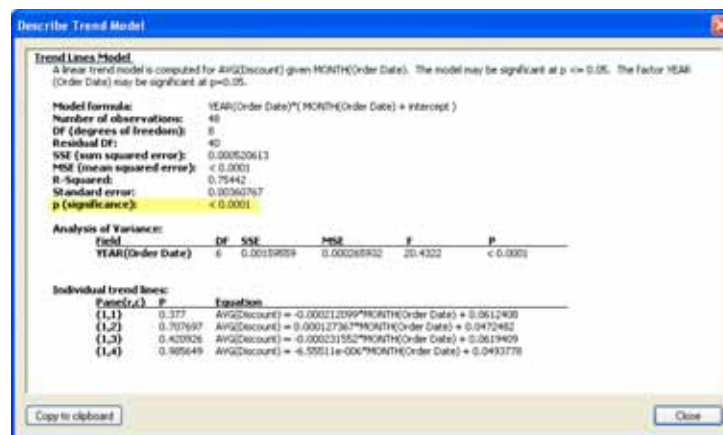 Describe Trend Model
Trend Lines Model
A linear trend model is computed for AVG(Discount) given MONTH(Order Date). The model may be significant at p <= 0.05. The factor YEAR
(Order Date) may be significant at p=0.05.
Model formula: YEAR(Order Date)*( MONTH(Order Date) + intercept )
Number of observations: 48
DF (degrees of freedom): 8
Residual DF: 40
SSE (sum squared error): 0.000520613
MSE (mean squared error): < 0.0001
R-Squared: 0.75442
Standard error: 0.00360767
p (significance): < 0.0001
Analysis of Variance:
Field DF SSE MSE F P
YEAR(Order Date) 6 0.00159559 0.000265932 20.4322 < 0.0001
Individual trend lines:
Pane(r,c) P Equation
(1,1) 0.377 AVG(Discount) = -0.000212099*MONTH(Order Date) + 0.0612408
(1,2) 0.707697 AVG(Discount) = 0.000127367*MONTH(Order Date) + 0.0472482
(1,3) 0.420926 AVG(Discount) = -0.000231552*MONTH(Order Date) + 0.0619409
(1,4) 0.985649 AVG(Discount) = -6.55511e-006*MONTH(Order Date) + 0.0493778
Copy to clipboard
Close